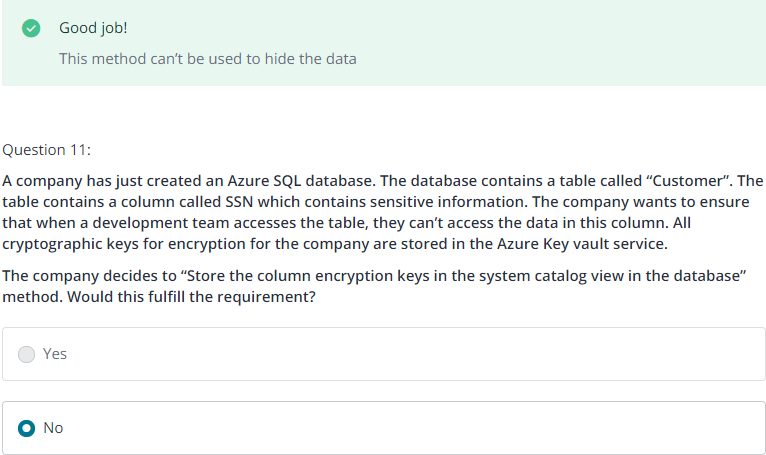 Good job!
This method can’t be used to hide the data
Question 11:
A company has just created an Azure SQL database. The database contains a table called “Customer”. The
table contains a column called SSN which contains sensitive information. The company wants to ensure
that when a development team accesses the table, they can’t access the data in this column. All
cryptographic keys for encryption for the company are stored in the Azure Key vault service.
The company decides to “Store the column encryption keys in the system catalog view in the database”
method. Would this fulfill the requirement?
Yes
No